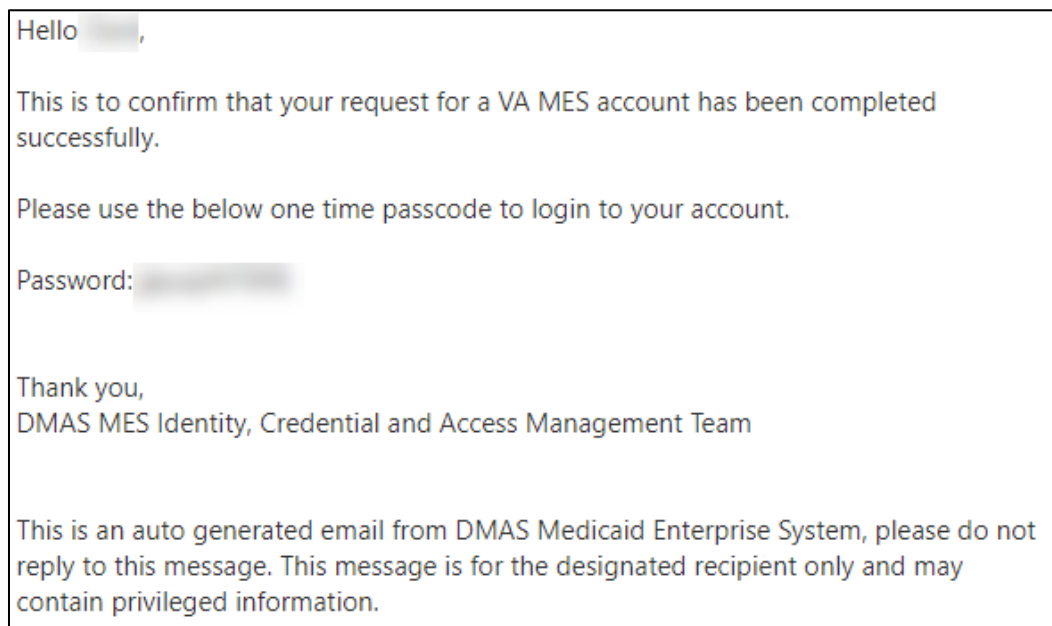 Hello ,
This is to confirm that your request for a VA MES account has been completed
successfully.
Please use the below one time passcode to login to your account.
Password:
Thank you,
DMAS MES Identity, Credential and Access Management Team
This is an auto generated email from DMAS Medicaid Enterprise System, please do not
reply to this message. This message is for the designated recipient only and may
contain privileged information.